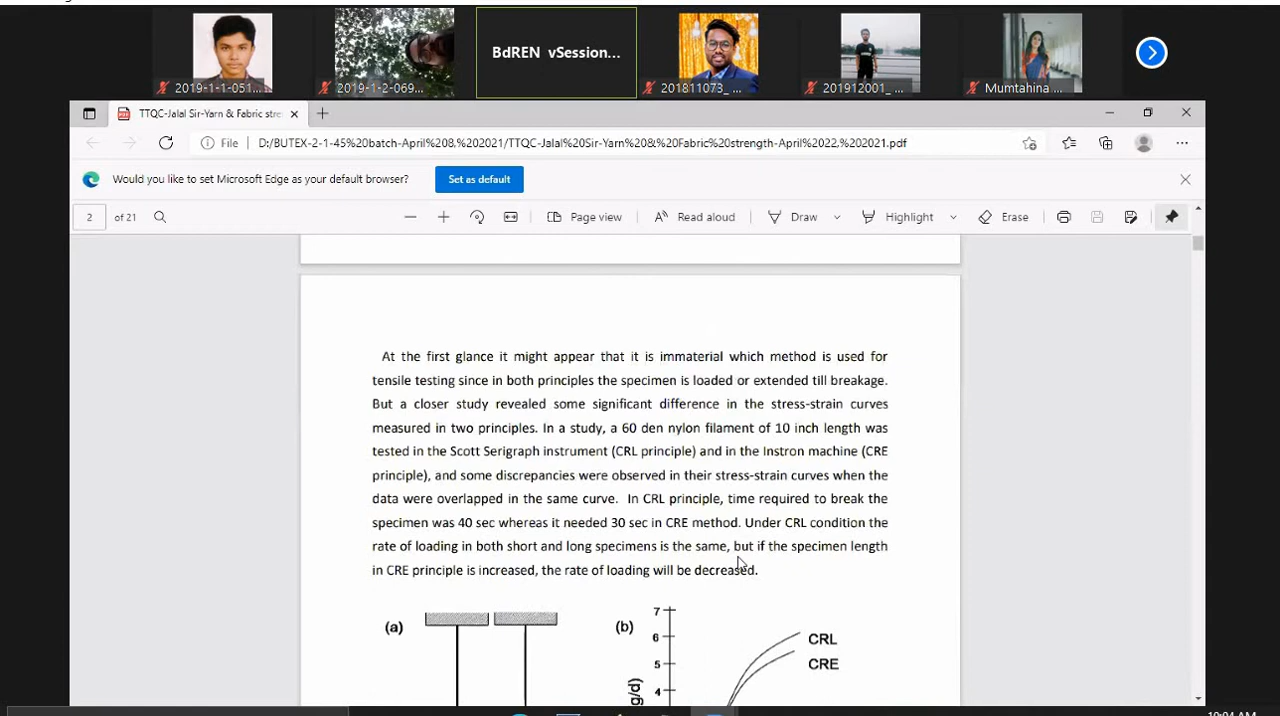 BdREN vSession...
2019-1-1-051...
2019-1-2-069...
201811073_ ...
201912001_ ...
Mumtahina ...
TTQC-Jalal Sir-Yarn & Fabric stre
File
D:/BUTEX-2-1-45%20batch-April%208,%202021/TTQC-Jalal%20Sir-Yarn%20&%20Fabric%20strength-April%2022,%202021.pdf
Would you like to set Microsoft Edge as your default browser?
Set as default
2 of 21
Page view
Read aloud
Draw
Highlight
Erase
At the first glance it might appear that it is immaterial which method is used for
tensile testing since in both principles the specimen is loaded or extended till breakage.
But a closer study revealed some significant difference in the stress-strain curves
measured in two principles. In a study, a 60 den nylon filament of 10 inch length was
tested in the Scott Serigraph instrument (CRL principle) and in the Instron machine (CRE
principle), and some discrepancies were observed in their stress-strain curves when the
data were overlapped in the same curve. In CRL principle, time required to break the
specimen was 40 sec whereas it needed 30 sec in CRE method. Under CRL condition the
rate of loading in both short and long specimens is the same, but if the specimen length
in CRE principle is increased, the rate of loading will be decreased.
(a)
(b)
7
6
5
4
g/d)
CRL
CRE